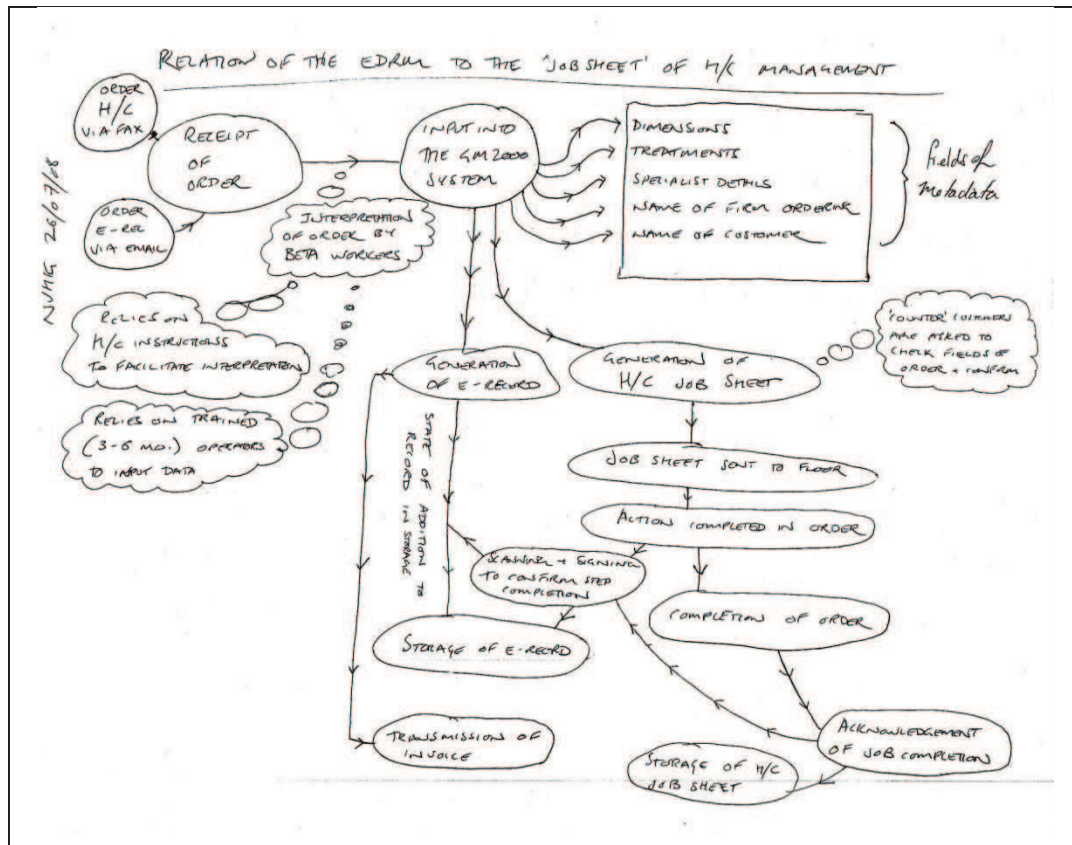 RELATION OF THE EDRM TO THE 'JOBSHEET' OF H/C MANAGEMENT
ORDER
H/C
VIA FAX
RECEIPT
OF
ORDER
INPUT INTO
THE GM2000
SYSTEM
DIMENSIONS
TREATMENTS
SPECIALIST DETAILS
NAME OF FIRM ORDERING
NAME OF CUSTOMER
Fields of
Metadata
26/07/08
ORDER
E-REC
VIA EMAIL
INTERPRETATION
OF ORDER BY
BETA WORKERS
RELIES ON
H/C INSTRUCTIONS
TO FACILITATE INTERPRETATION
RELIES ON TRAINED
(3-6 MO.) OPERATORS
TO INPUT DATA
GENERATION
OF E-RECORD
GENERATION OF
H/C JOB SHEET
'COUNTER' CUSTOMERS
ARE ASKED TO
CHECK FIELDS OF
ORDER + CONFIRM
STATE OF ADDITION TO
RECORD IN STORAGE
JOB SHEET SENT TO FLOOR
ACTION COMPLETED IN ORDER
SCANNING + SIGNING
TO CONFIRM STEP
COMPLETION
COMPLETION OF ORDER
STORAGE OF E-RECRD
TRANSMISSION OF
INVOICE
ACKNOWLEDGEMENT
OF JOB COMPLETION
STORAGE OF H/C
JOB SHEET